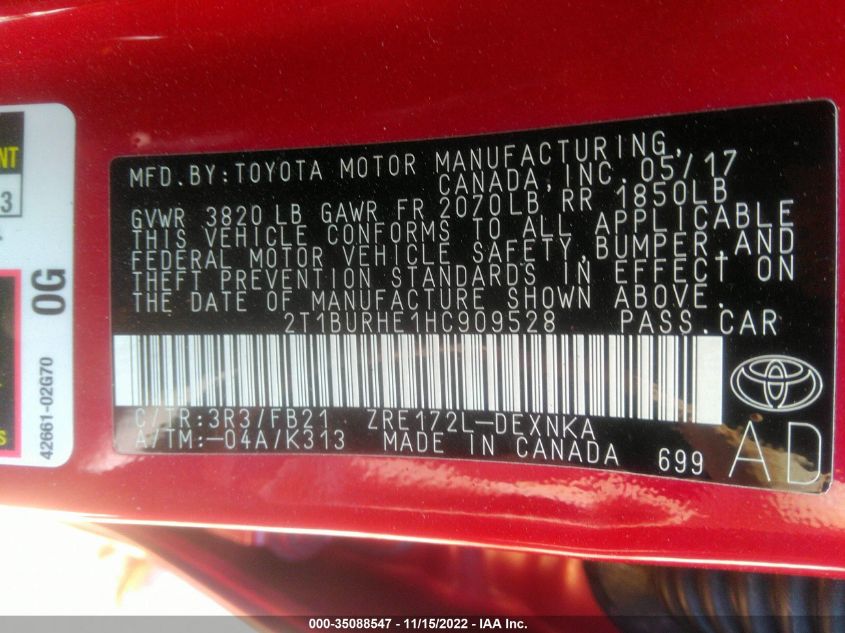 MFD.BY:TOYOTA MOTOR MANUFACTURING,
CANADA, INC. 05/17
GVWR 3820 LB GAWR FR 2070LB RR 1850LB
THIS VEHICLE CONFORMS TO ALL APPLICABLE
FEDERAL MOTOR VEHICLE SAFETY,BUMPER,AND
THEFT PREVENTION STANDARDS IN EFFECT ON
THE DATE OF MANUFACTURE SHOWN ABOVE.
2T1BURHE1HC909528 PASS.CAR
C/TR:3R3/FB21 ZRE172L-DEXNKA
A/TM:-04A/K313 MADE IN CANADA 699
AD
3
0G
42661-02G70
000-35088547 - 11/15/2022 - IAA Inc.